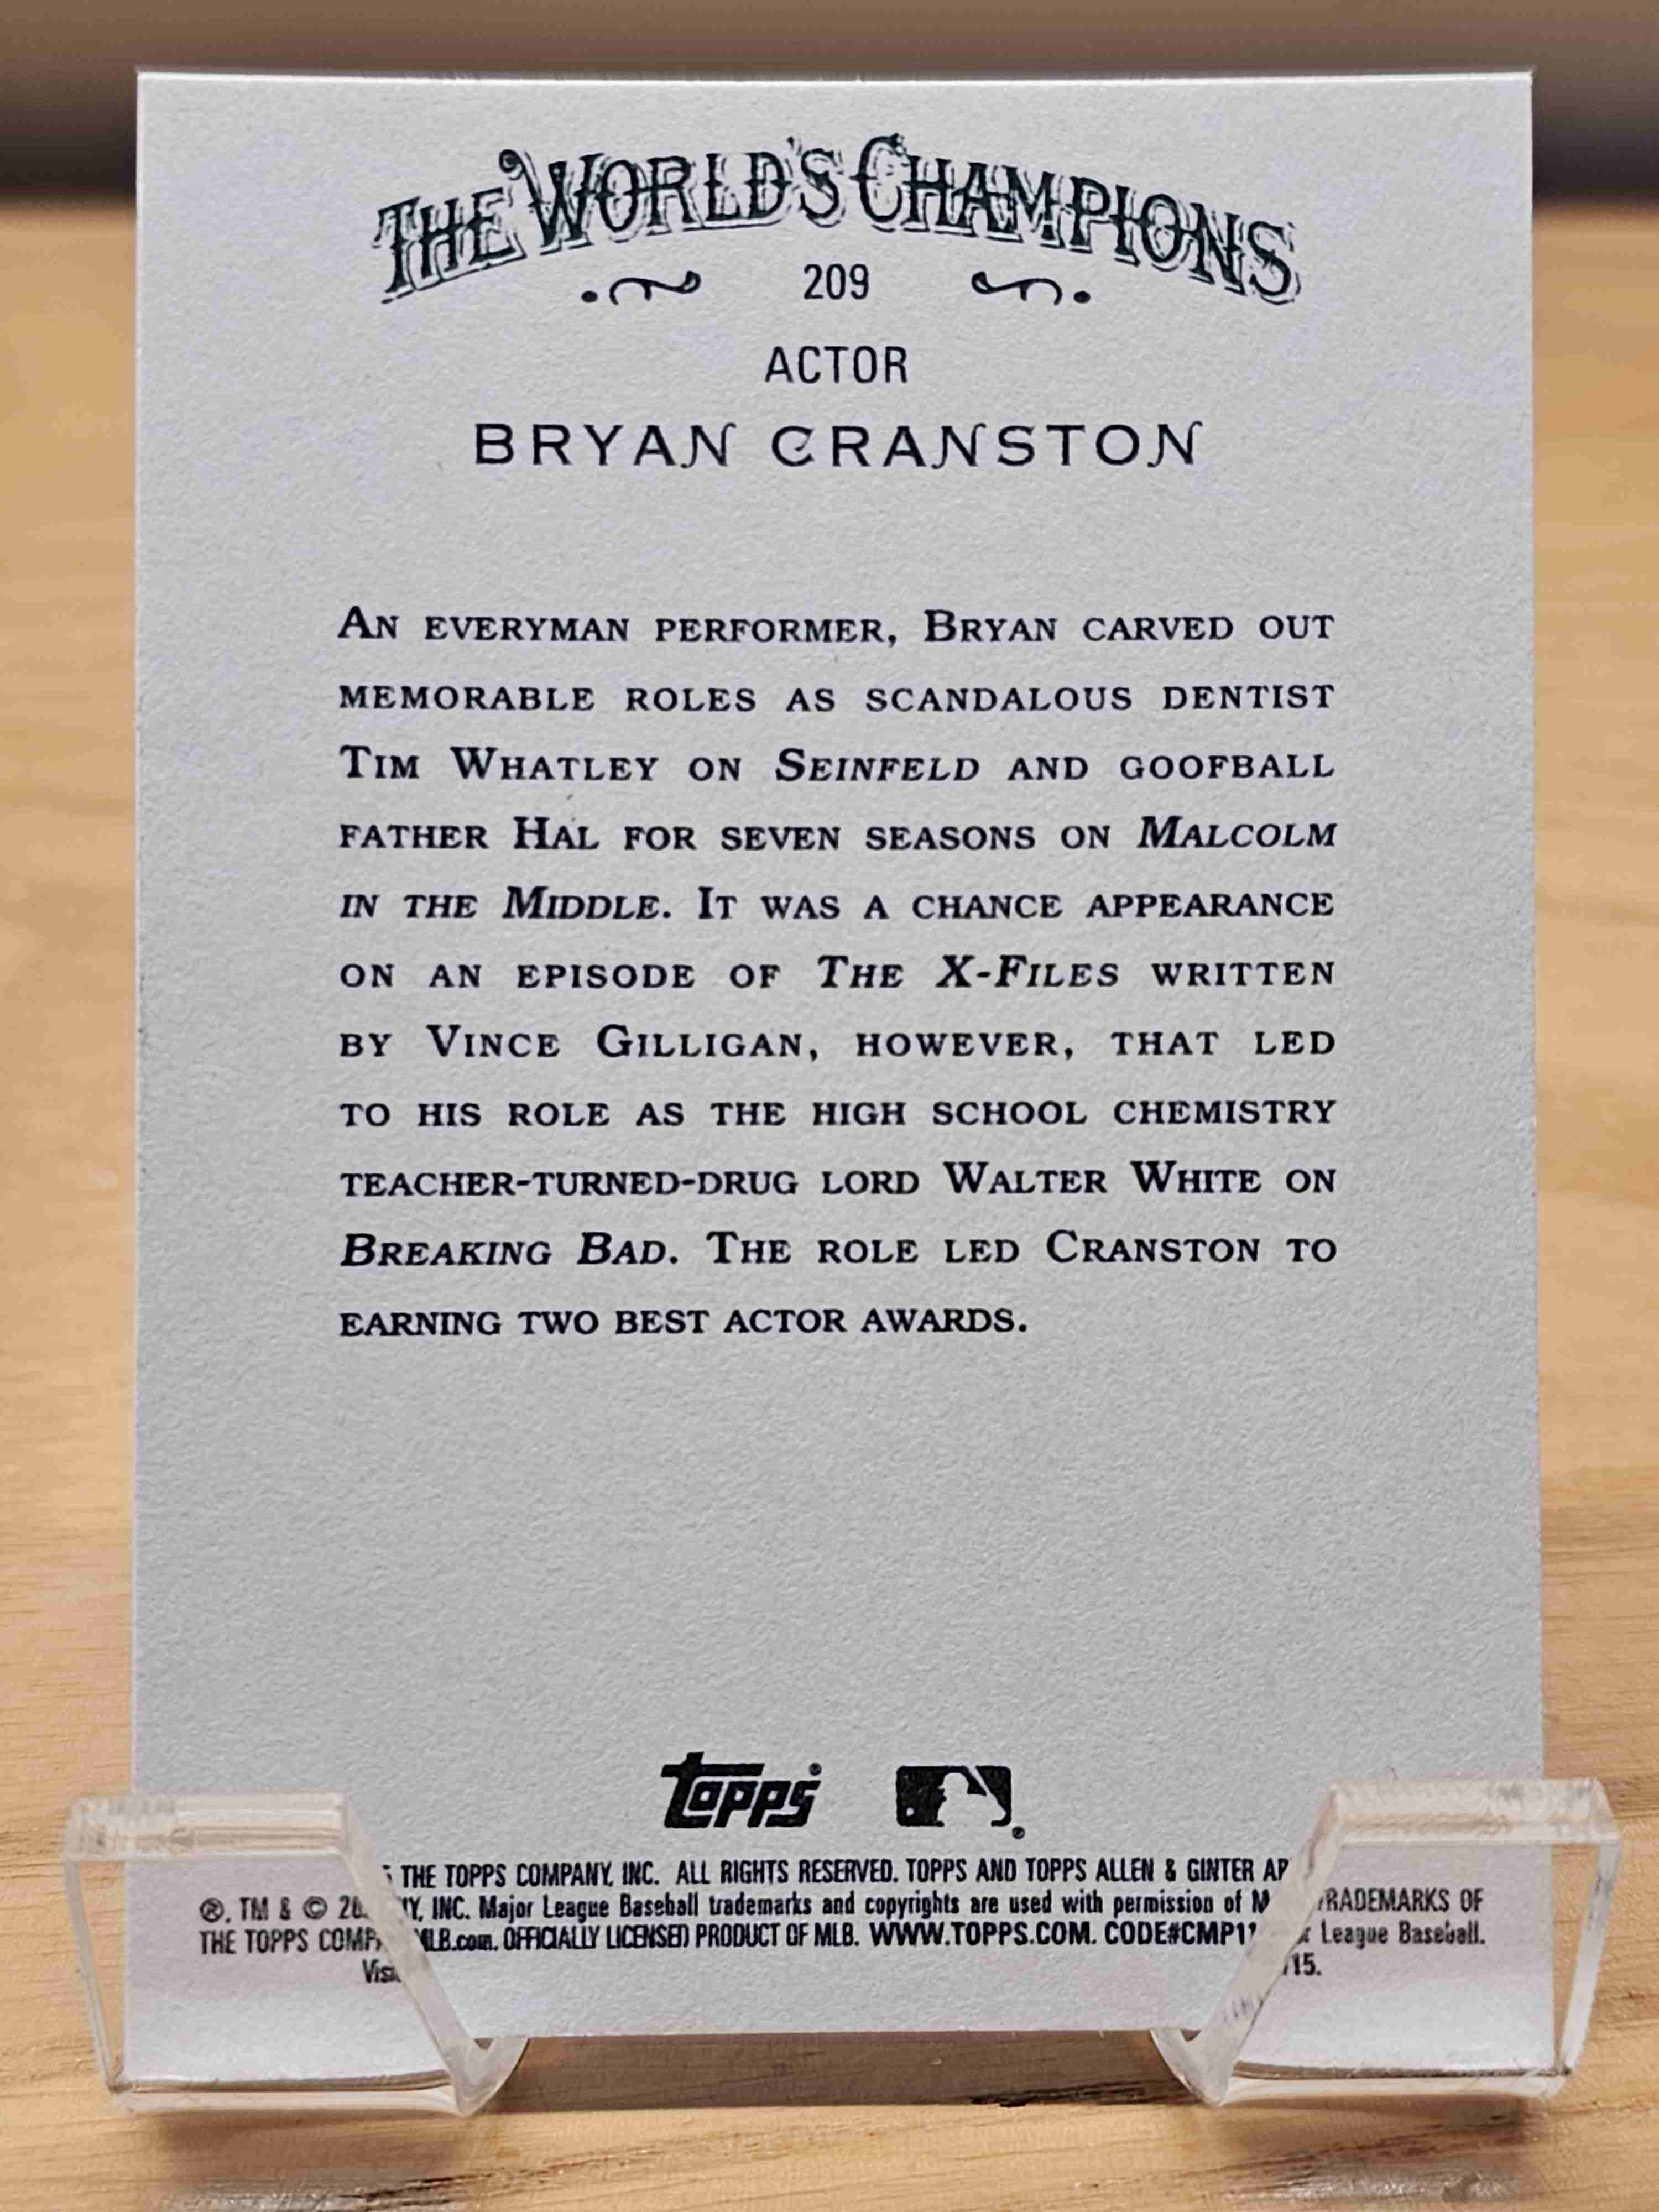 THE WORLD'S CHAMPIONS
209
ACTOR
BRYAN CRANSTON
AN EVERYMAN PERFORMER, BRYAN CARVED OUT
MEMORABLE ROLES AS SCANDALOUS DENTIST
TIM WHATLEY ON SEINFELD AND GOOFBALL
FATHER HAL FOR SEVEN SEASONS ON MALCOLM
IN THE MIDDLE. IT WAS A CHANCE APPEARANCE
ON AN EPISODE OF THE X-FILES WRITTEN
BY VINCE GILLIGAN, HOWEVER, THAT LED
TO HIS ROLE AS THE HIGH SCHOOL CHEMISTRY
TEACHER-TURNED-DRUG LORD WALTER WHITE ON
BREAKING BAD. THE ROLE LED CRANSTON TO
EARNING TWO BEST ACTOR AWARDS.
topps
®, TM & © THE TOPPS COMPANY, INC. ALL RIGHTS RESERVED. TOPPS AND TOPPS ALLEN & GINTER TRADEMARKS OF
THE TOPPS INC. Major League Baseball trademarks and copyrights are used with permission of League Baseball.
MLB.com. OFFICIALLY LICENSED PRODUCT OF MLB. WWW.TOPPS.COM.